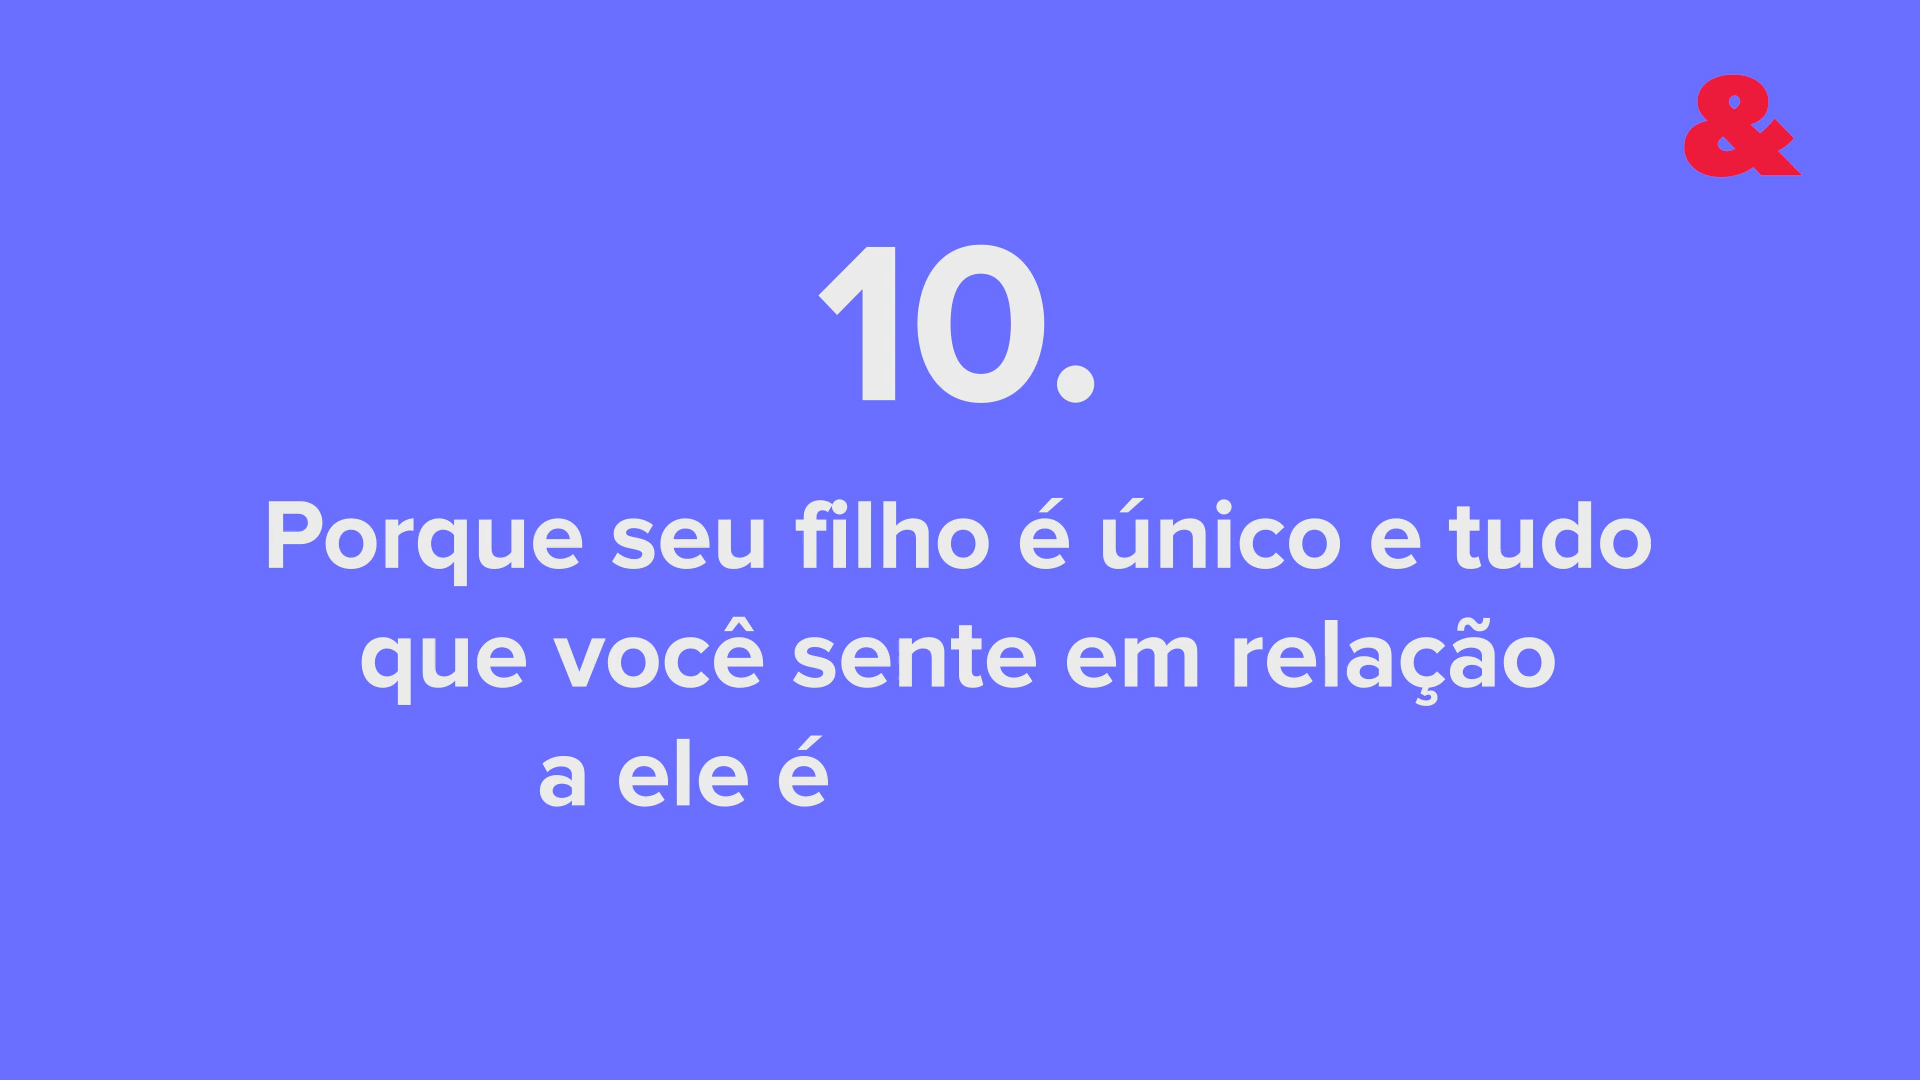 &
10.
Porque seu filho é único e tudo
que você sente em relação
a ele é